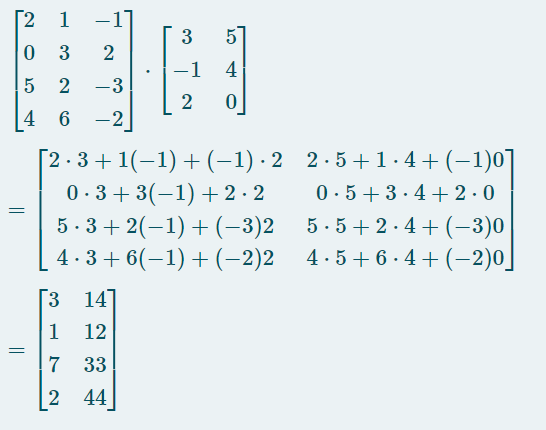 [2 1 −1]
[0 3 2]
[5 2 −3]
[4 6 −2]
·
[3 5]
[−1 4]
[2 0]
=
[2 · 3 + 1(−1) + (−1) · 2 2 · 5 + 1 · 4 + (−1)0]
[0 · 3 + 3(−1) + 2 · 2 0 · 5 + 3 · 4 + 2 · 0]
[5 · 3 + 2(−1) + (−3)2 5 · 5 + 2 · 4 + (−3)0]
[4 · 3 + 6(−1) + (−2)2 4 · 5 + 6 · 4 + (−2)0]
=
[3 14]
[1 12]
[7 33]
[2 44]